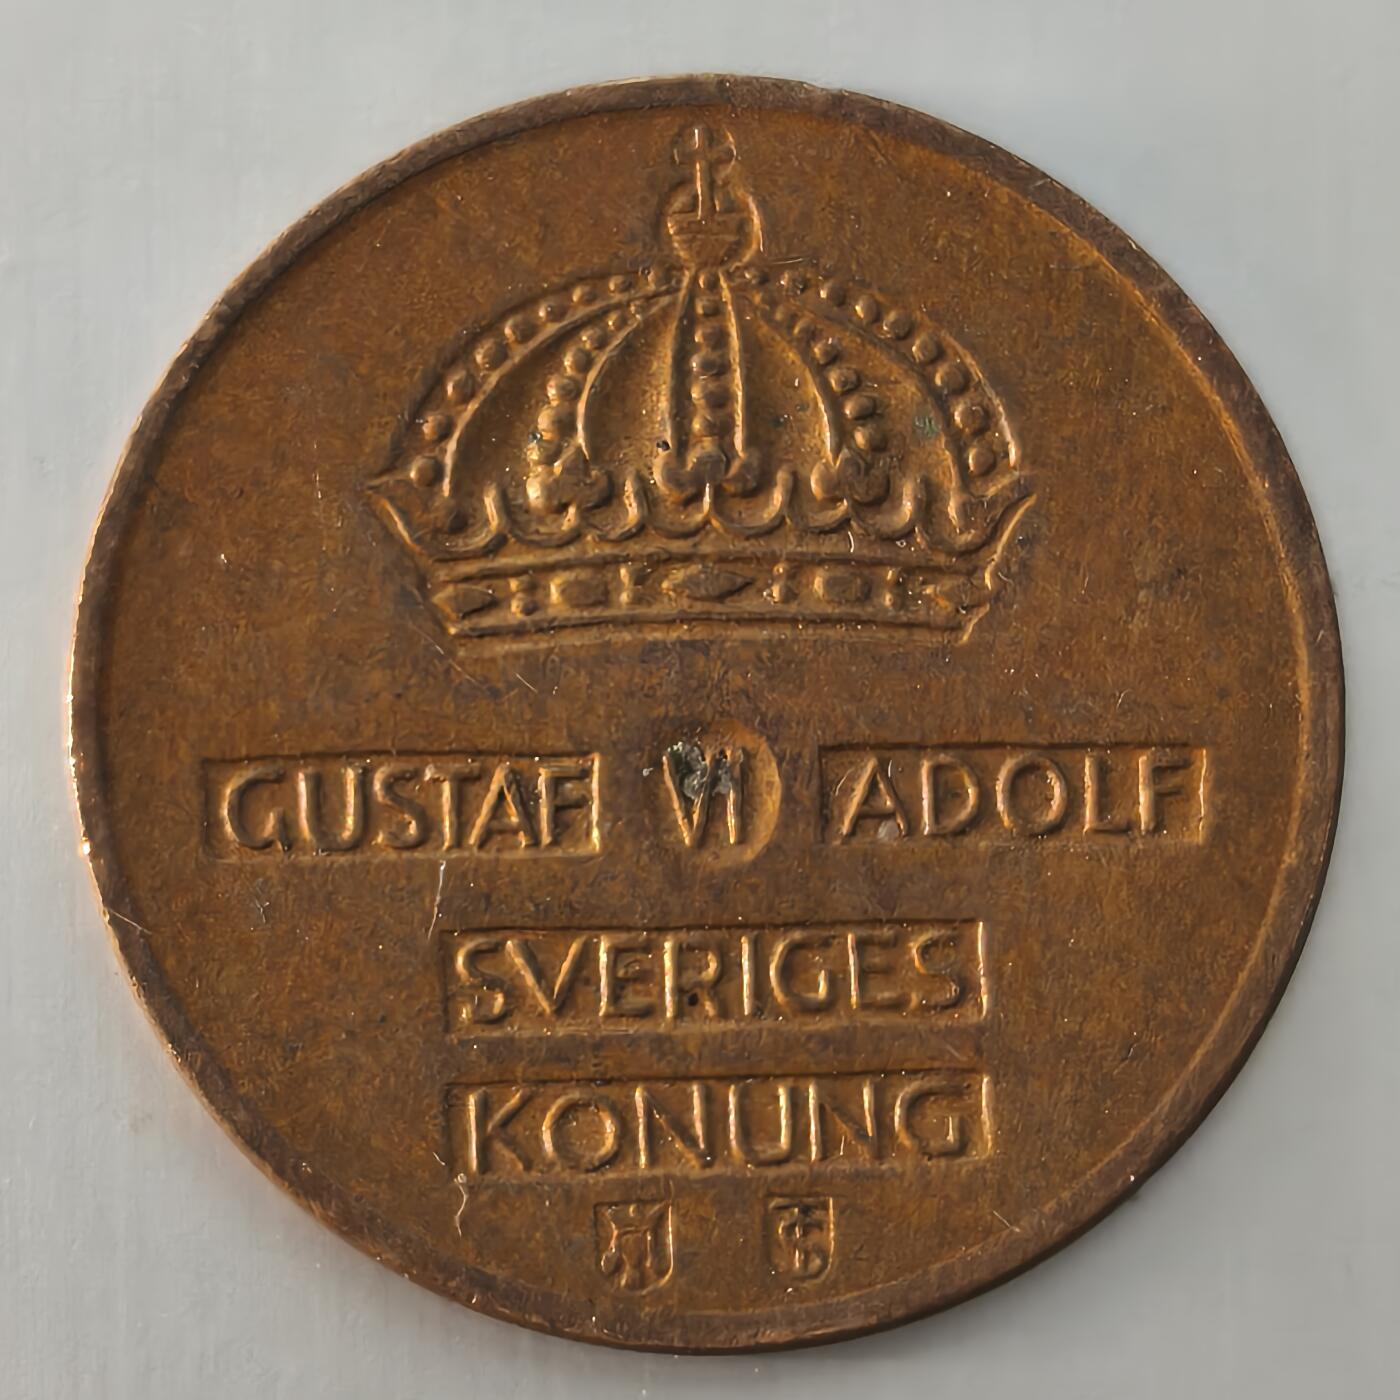 GUSTAF VI ADOLF
SVERIGES
KONUNG